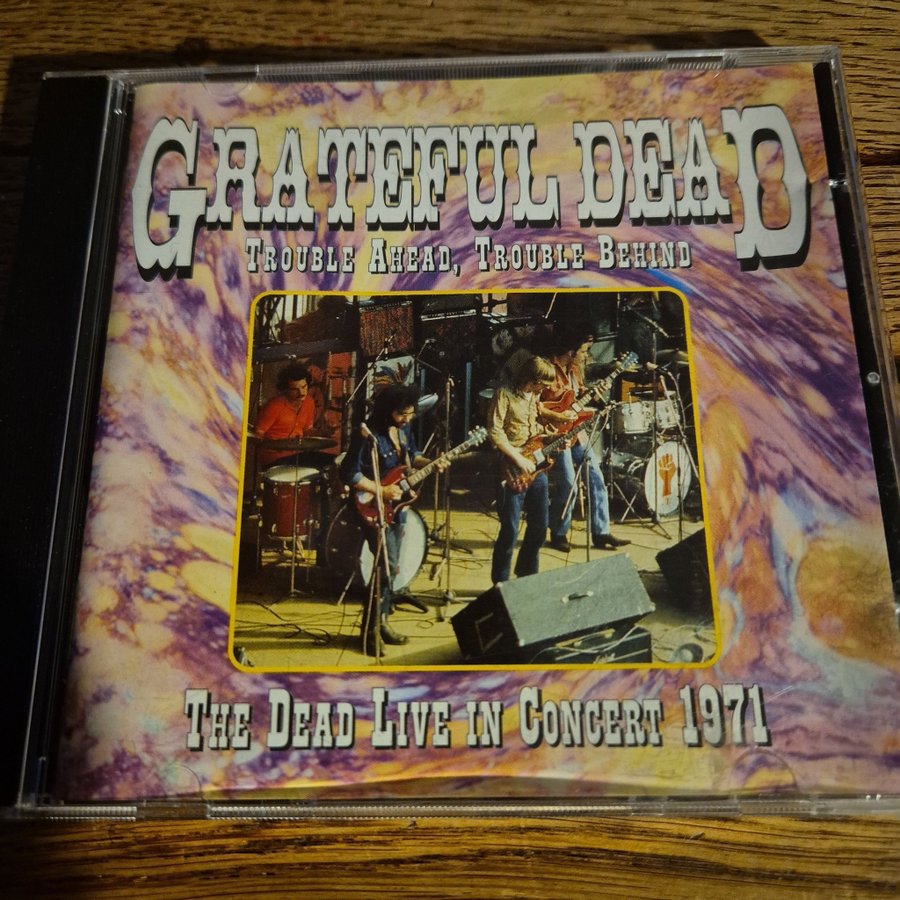 GRATEFUL DEAD
TROUBLE AHEAD, TROUBLE BEHIND
THE DEAD LIVE IN CONCERT 1971